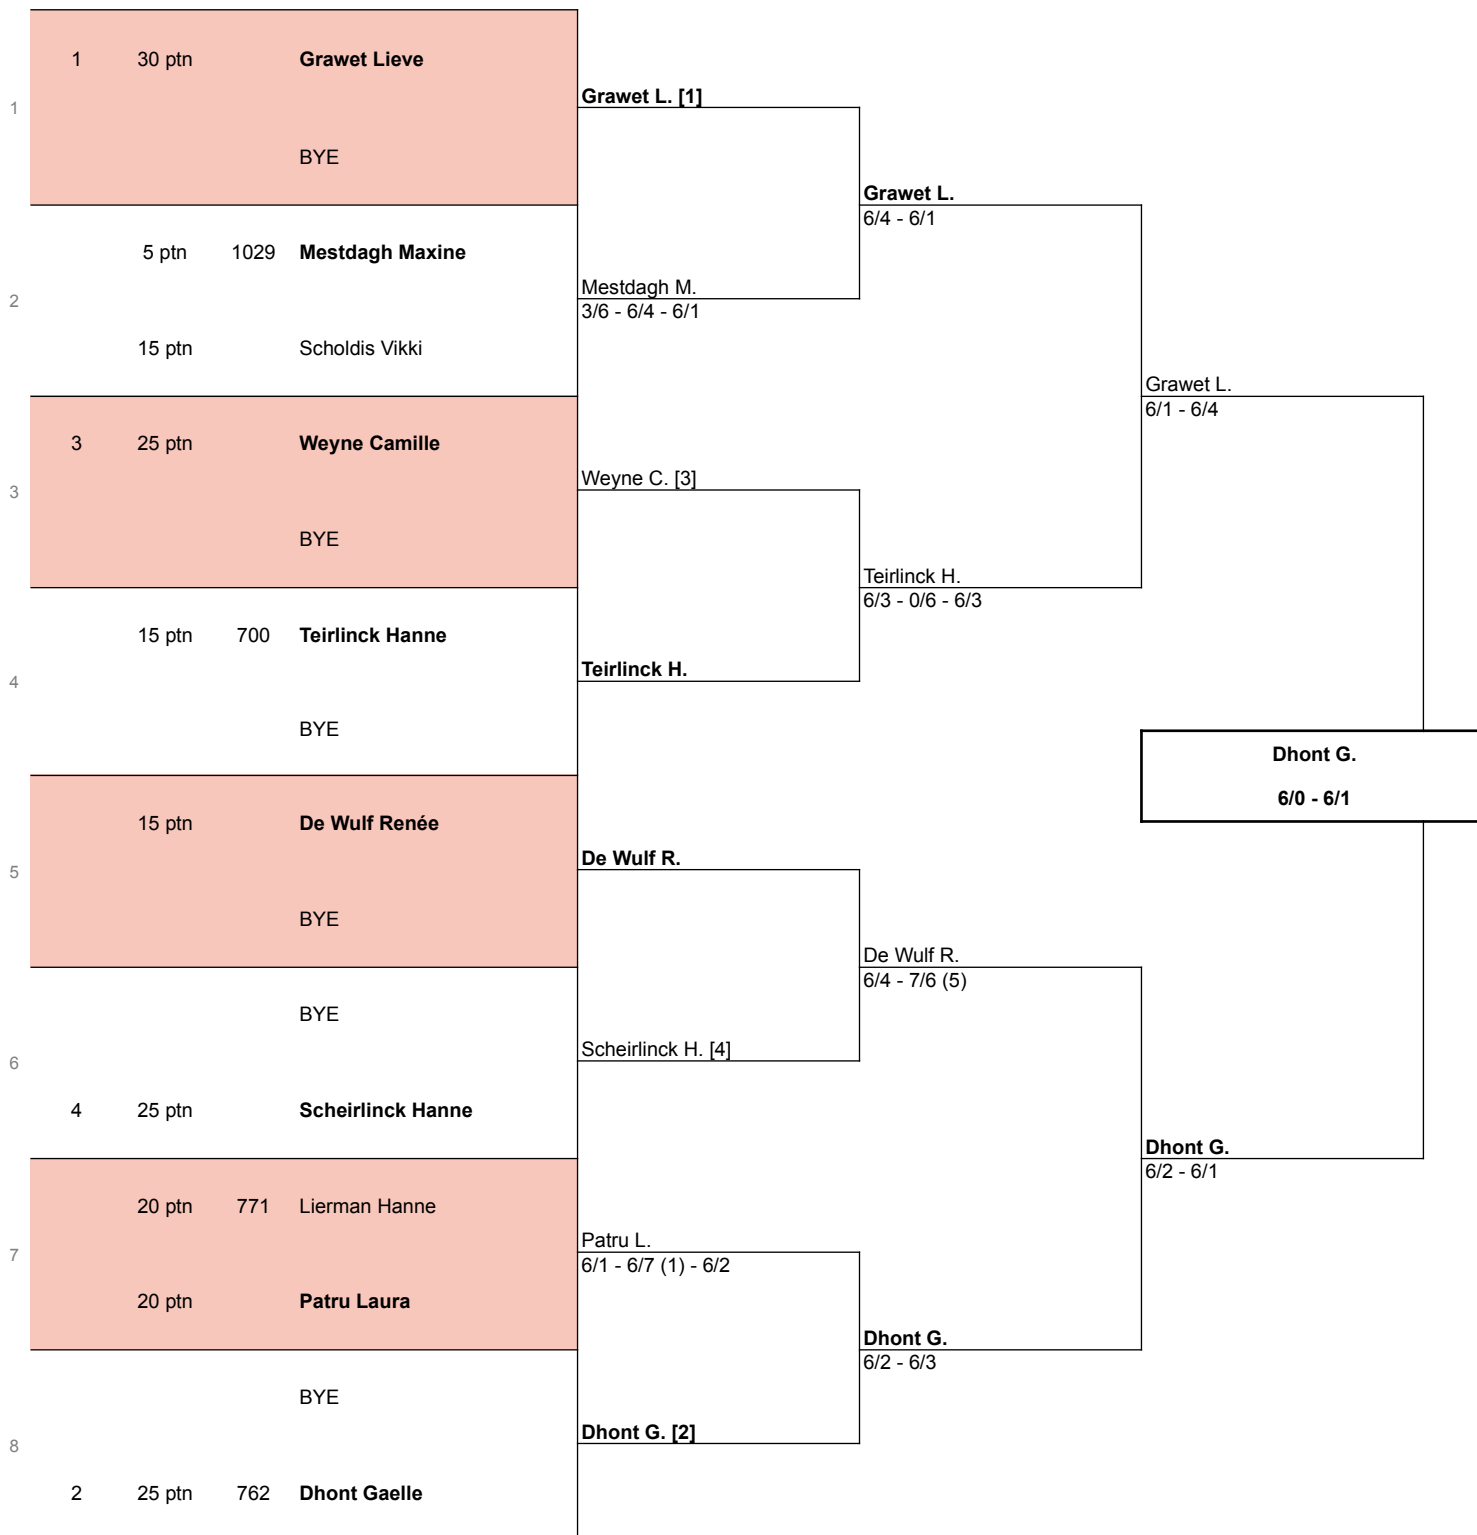 1 30 ptn Grawet Lieve
Grawet L. [1]
1
BYE
Grawet L.
6/4 - 6/1
5 ptn 1029 Mestdagh Maxine
Mestdagh M.
2
3/6 - 6/4 - 6/1
15 ptn Scholdis Vikki
Grawet L.
6/1 - 6/4
3 25 ptn Weyne Camille
Weyne C. [3]
3
BYE
Teirlinck H.
6/3 - 0/6 - 6/3
15 ptn 700 Teirlinck Hanne
Teirlinck H.
4
BYE
Dhont G.
6/0 - 6/1
15 ptn De Wulf Renée
De Wulf R.
5
BYE
De Wulf R.
6/4 - 7/6 (5)
BYE
Scheirlinck H. [4]
6
4 25 ptn Scheirlinck Hanne
Dhont G.
6/2 - 6/1
20 ptn 771 Lierman Hanne
Patru L.
7
6/1 - 6/7 (1) - 6/2
20 ptn Patru Laura
Dhont G.
6/2 - 6/3
BYE
Dhont G. [2]
8
2 25 ptn 762 Dhont Gaelle